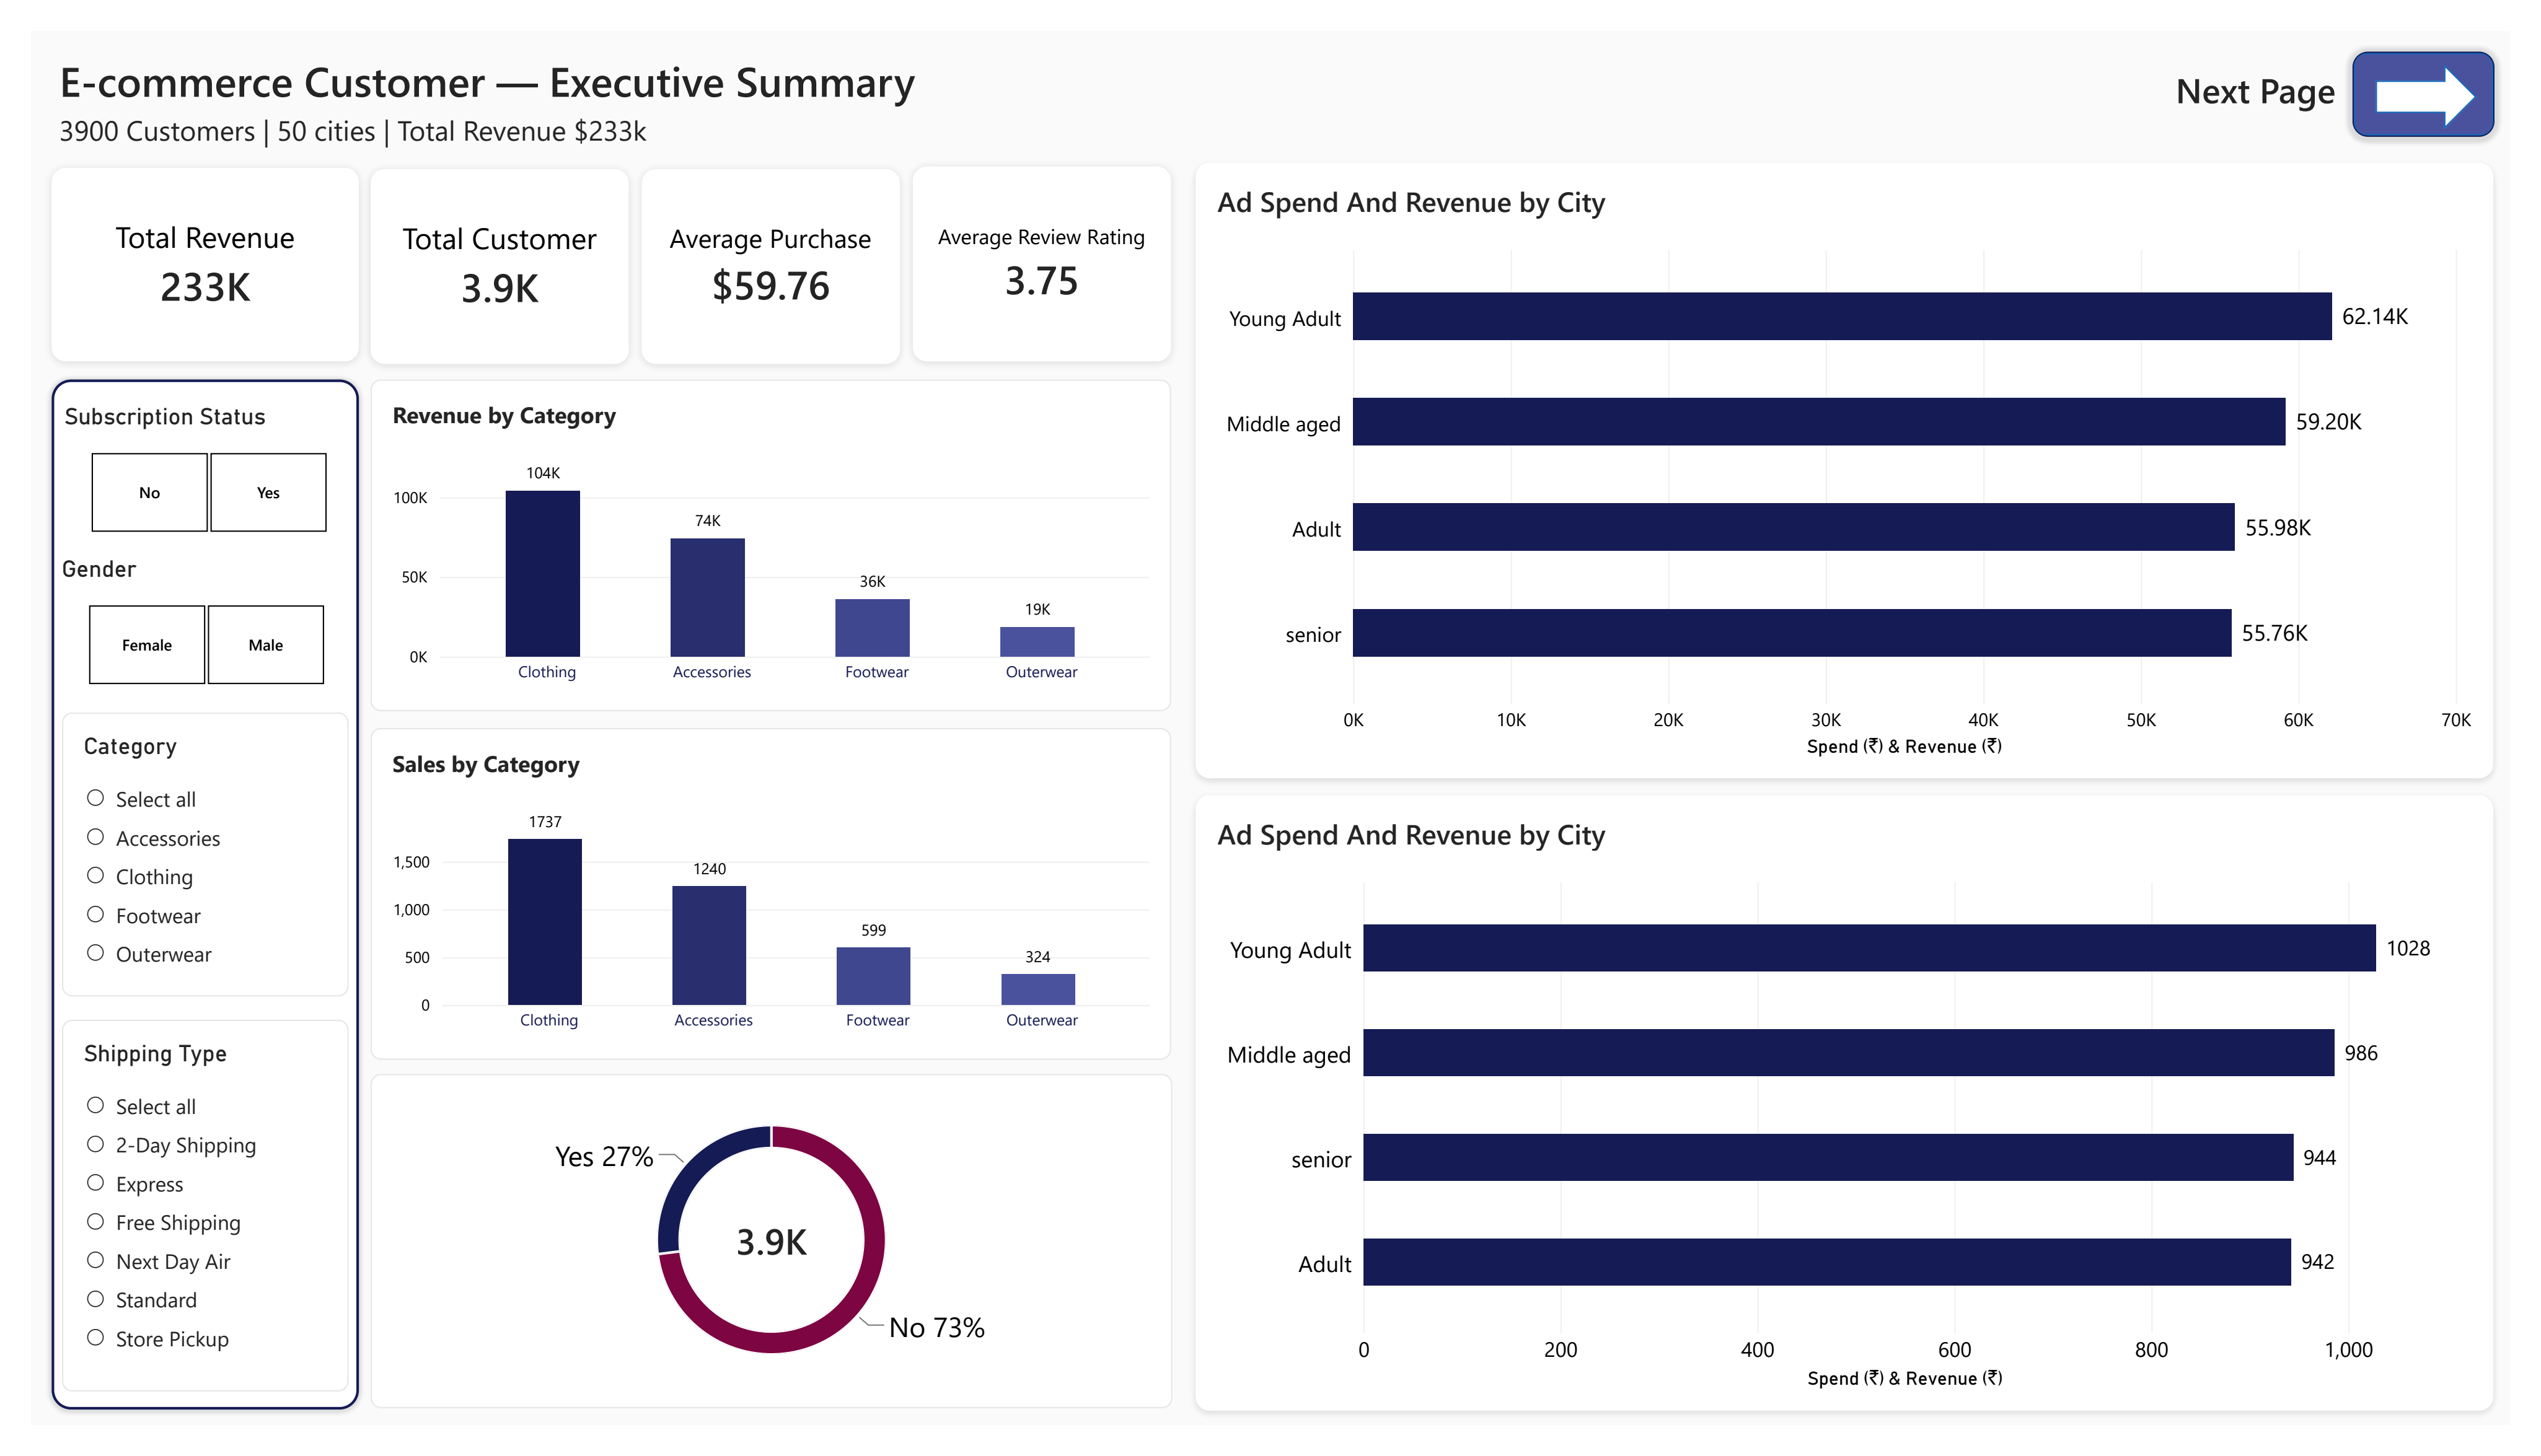 E-commerce Customer — Executive Summary
3900 Customers | 50 cities | Total Revenue $233k
Next Page
Total Revenue
233K
Total Customer
3.9K
Average Purchase
$59.76
Average Review Rating
3.75
Subscription Status
No
Yes
Gender
Female
Male
Category
Select all
Accessories
Clothing
Footwear
Outerwear
Shipping Type
Select all
2-Day Shipping
Express
Free Shipping
Next Day Air
Standard
Store Pickup
Revenue by Category
104K
100K
74K
50K
36K
19K
0K
Clothing
Accessories
Footwear
Outerwear
Sales by Category
1737
1,500
1240
1,000
599
500
324
0
Clothing
Accessories
Footwear
Outerwear
Yes 27%
3.9K
No 73%
Ad Spend And Revenue by City
Young Adult
62.14K
Middle aged
59.20K
Adult
55.98K
senior
55.76K
0K
10K
20K
30K
40K
50K
60K
70K
Spend (₹) & Revenue (₹)
Ad Spend And Revenue by City
Young Adult
1028
Middle aged
986
senior
944
Adult
942
0
200
400
600
800
1,000
Spend (₹) & Revenue (₹)